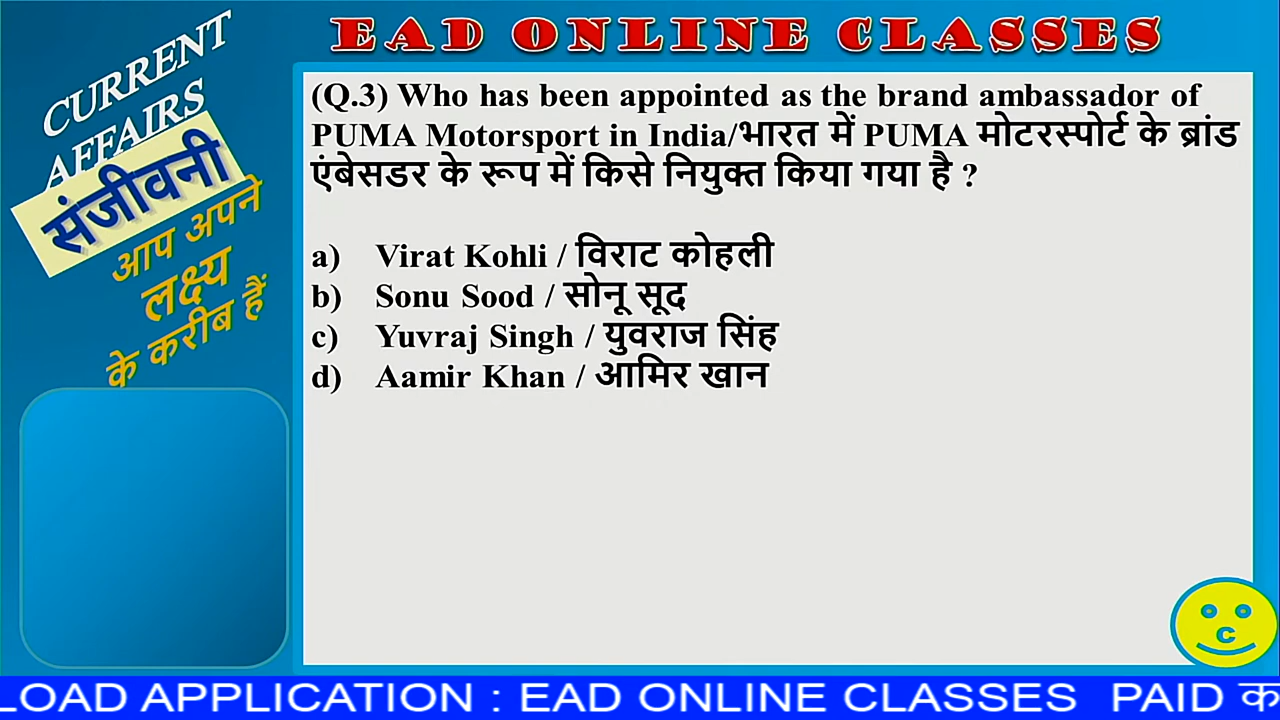 EAD ONLINE CLASSES
CURRENT
AFFAIRS
संजीवनी
आप अपने
लक्ष्य
के करीब हैं
(Q.3) Who has been appointed as the brand ambassador of
PUMA Motorsport in India/भारत में PUMA मोटरस्पोर्ट के ब्रांड
एंबेसडर के रूप में किसे नियुक्त किया गया है ?
a) Virat Kohli / विराट कोहली
b) Sonu Sood / सोनू सूद
c) Yuvraj Singh / युवराज सिंह
d) Aamir Khan / आमिर खान
c
OAD APPLICATION : EAD ONLINE CLASSES PAID क